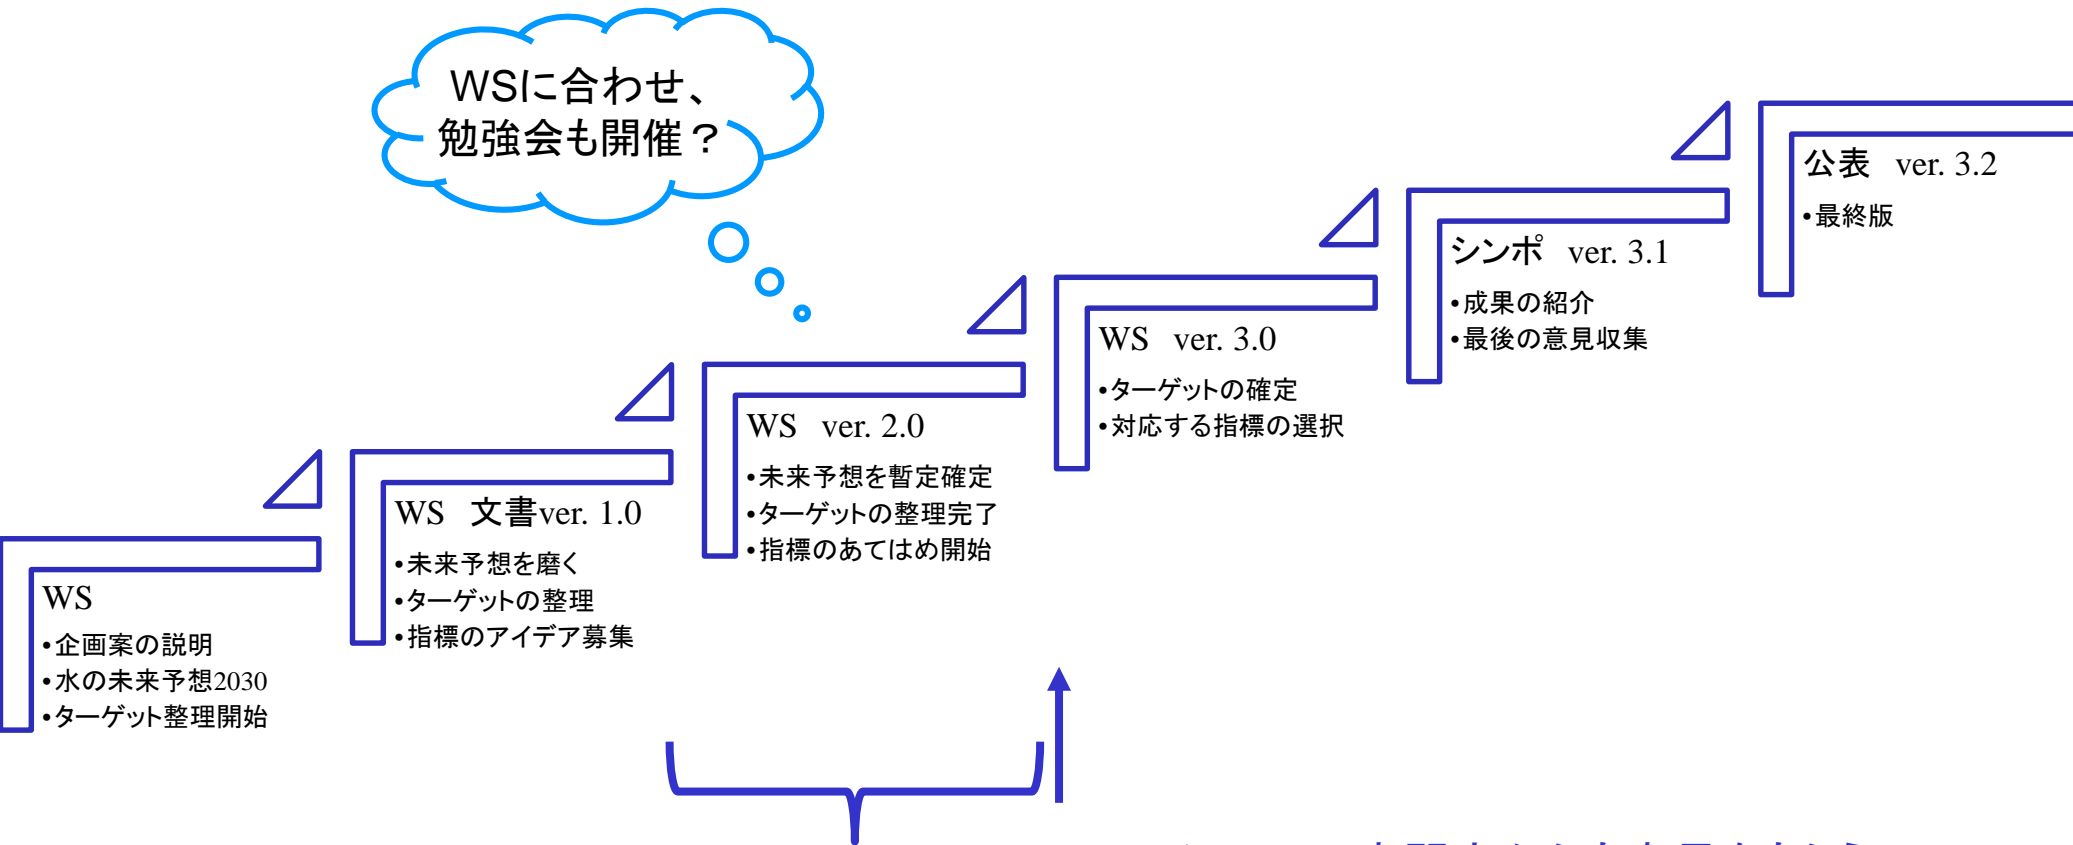 WSに合わせ、
勉強会も開催？
公表 ver. 3.2
•最終版
シンポ ver. 3.1
•成果の紹介
•最後の意見収集
WS ver. 3.0
•ターゲットの確定
•対応する指標の選択
WS ver. 2.0
•未来予想を暫定確定
•ターゲットの整理完了
•指標のあてはめ開始
WS 文書ver. 1.0
•未来予想を磨く
•ターゲットの整理
•指標のアイデア募集
WS
•企画案の説明
•水の未来予想2030
•ターゲット整理開始